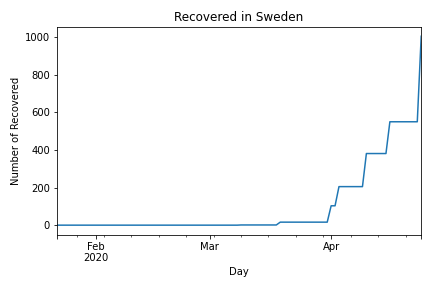 Recovered in Sweden
Number of Recovered
1000
800
600
400
200
0
Feb
2020
Mar
Apr
Day